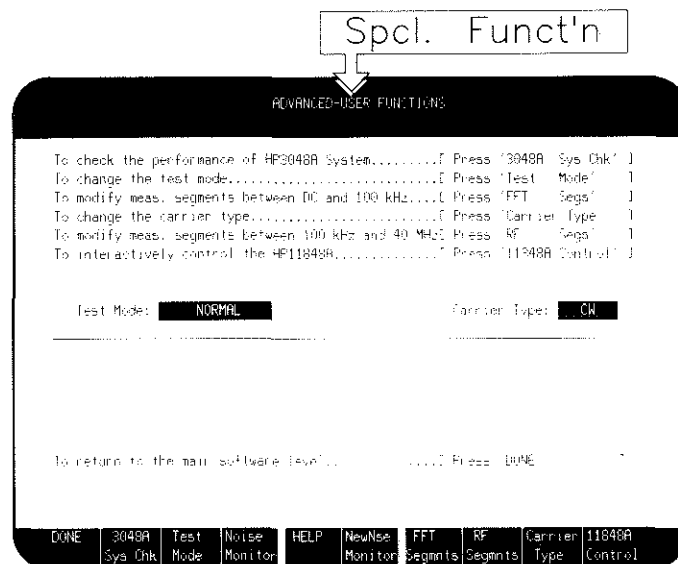 Spcl. Funct'n
ADVANCED-USER FUNCTIONS
To check the performance of HP3048A System.........[ Press '3048A Sys Chk' ]
To change the test mode...........................[ Press 'Test Mode' ]
To modify meas. segments between DC and 100 kHz....[ Press 'FFT Segs' ]
To change the carrier type........................[ Press 'Carrier Type ]
To modify meas. segments between 100 kHz and 40 MHz[ Press RF Segs' ]
To interactively control the HP11848A..............[ Press '11848A Control' ]
Test Mode: NORMAL Carrier Type: CW
To return to the main software level.. ....[ Press DONE ]
DONE 3048A Test Noise HELP NewNse FFT RF Carrier 11848A
Sys Chk Mode Monitor Monitor Segmnts Segmnts Type Control